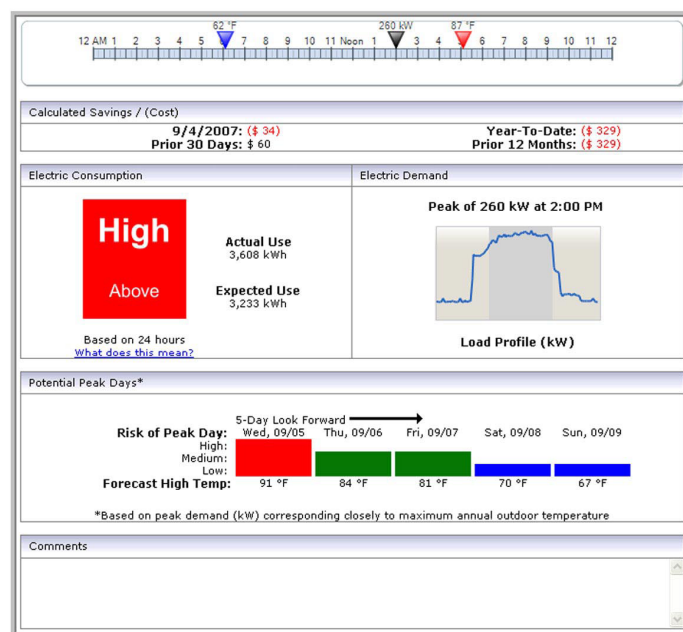 62 °F 260 kW 87 °F
12 AM 1 2 3 4 5 6 7 8 9 10 11 Noon 1 2 3 4 5 6 7 8 9 10 11 12
Calculated Savings / (Cost)
9/4/2007: ($ 34) Year-To-Date: ($ 329)
Prior 30 Days: $ 60 Prior 12 Months: ($ 329)
Electric Consumption Electric Demand
Peak of 260 kW at 2:00 PM
High
Above
Actual Use
3,608 kWh
Expected Use
3,233 kWh
Based on 24 hours
What does this mean?
Load Profile (kW)
Potential Peak Days*
5-Day Look Forward
Risk of Peak Day: Wed, 09/05 Thu, 09/06 Fri, 09/07 Sat, 09/08 Sun, 09/09
High:
Medium:
Low:
Forecast High Temp: 91 °F 84 °F 81 °F 70 °F 67 °F
*Based on peak demand (kW) corresponding closely to maximum annual outdoor temperature
Comments